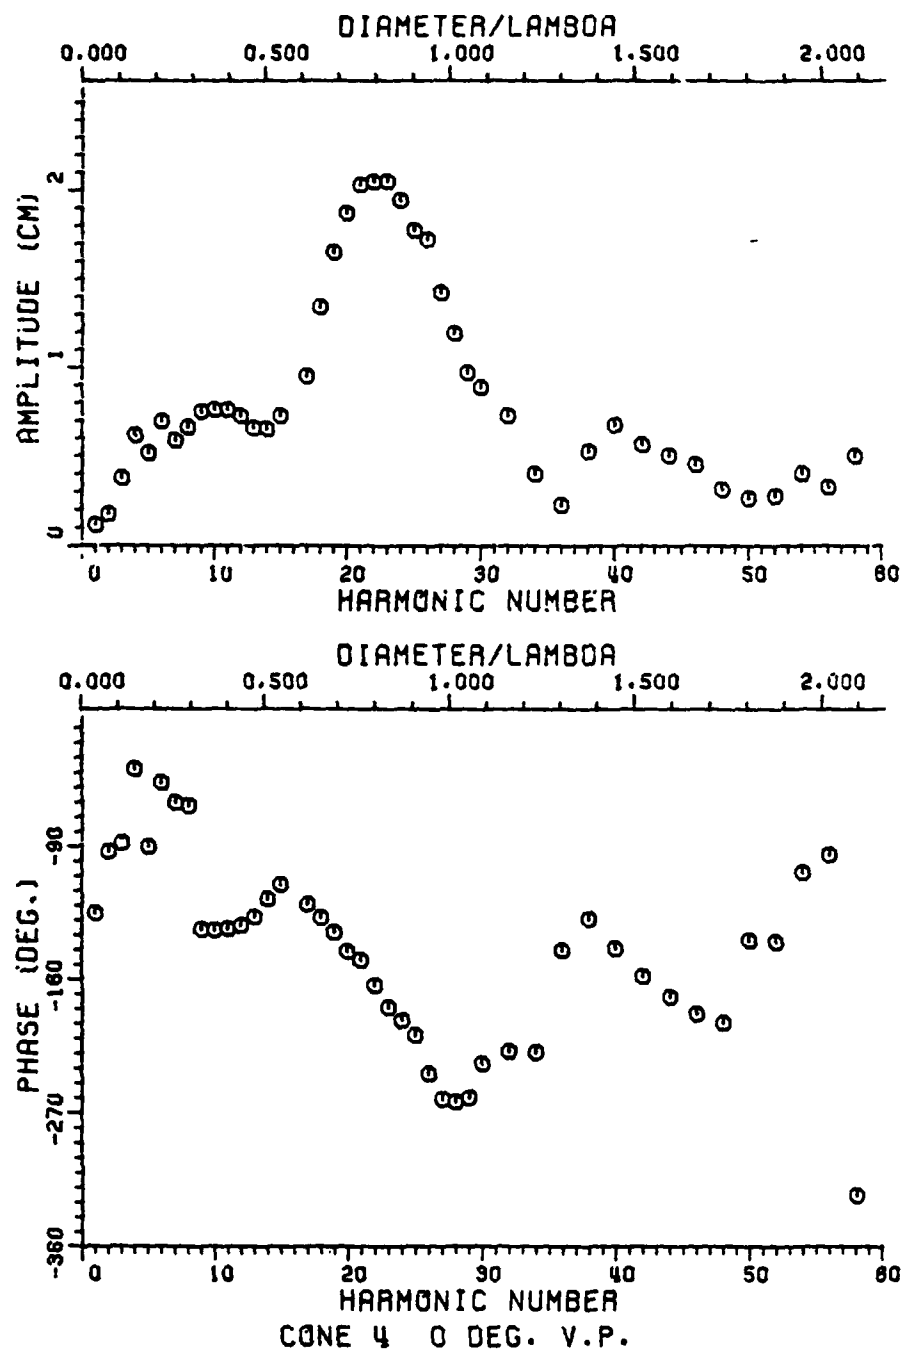 DIAMETER/LAMBDA
0.000 0.500 1.000 1.500 2.000
AMPLITUDE (CM)
2
1
0
0 10 20 30 40 50 60
HARMONIC NUMBER
DIAMETER/LAMBDA
0.000 0.500 1.000 1.500 2.000
PHASE (DEG.)
-90
-180
-270
-360
0 10 20 30 40 50 60
HARMONIC NUMBER
CONE 4 0 DEG. V.P.